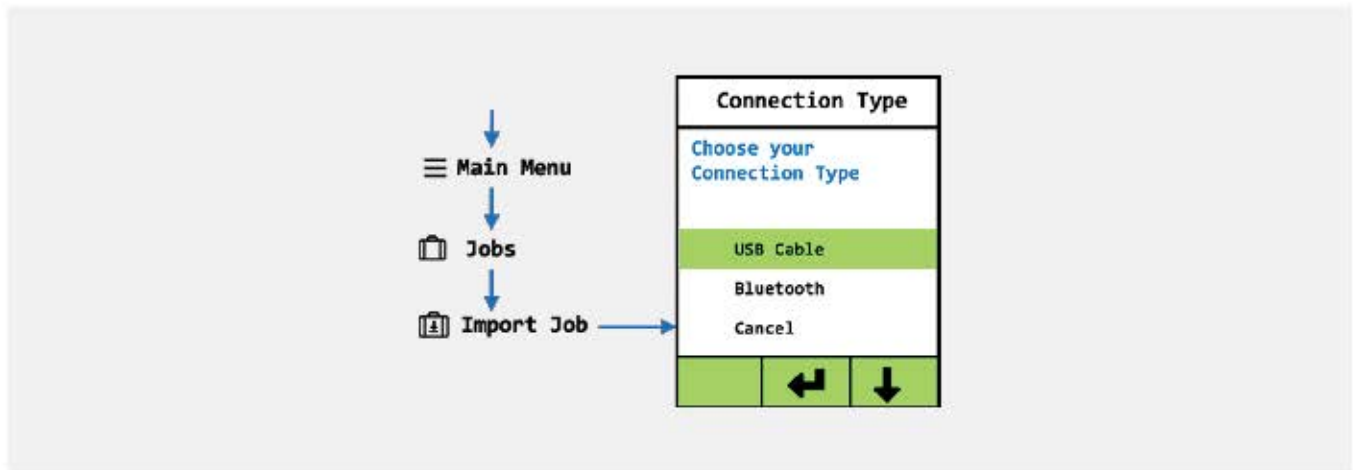 Main Menu
Jobs
Import Job
Connection Type
Choose your
Connection Type
USB Cable
Bluetooth
Cancel